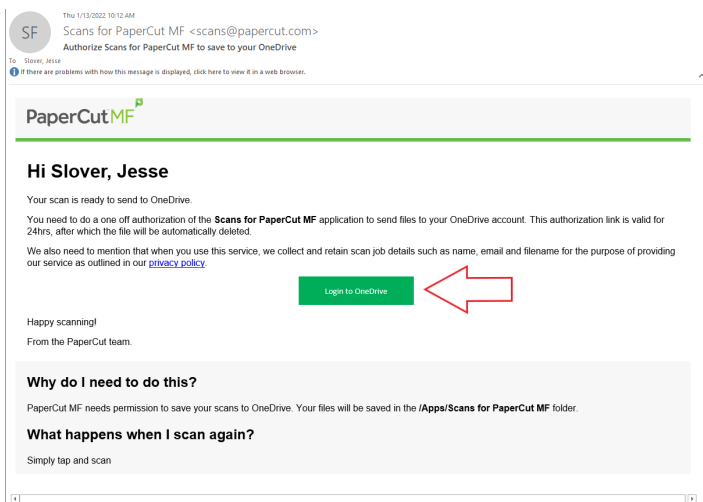 SF
Thu 1/13/2022 10:12 AM
Scans for PaperCut MF <scans@papercut.com>
Authorize Scans for PaperCut MF to save to your OneDrive
To Slover, Jesse
If there are problems with how this message is displayed, click here to view it in a web browser.
PaperCut MF
Hi Slover, Jesse
Your scan is ready to send to OneDrive.
You need to do a one off authorization of the Scans for PaperCut MF application to send files to your OneDrive account. This authorization link is valid for
24hrs, after which the file will be automatically deleted.
We also need to mention that when you use this service, we collect and retain scan job details such as name, email and filename for the purpose of providing
our service as outlined in our privacy policy.
Login to OneDrive
Happy scanning!
From the PaperCut team.
Why do I need to do this?
PaperCut MF needs permission to save your scans to OneDrive. Your files will be saved in the /Apps/Scans for PaperCut MF folder.
What happens when I scan again?
Simply tap and scan